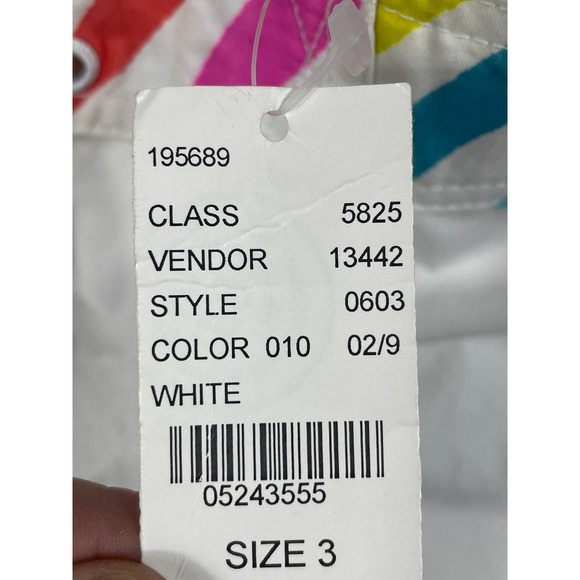 195689
CLASS 5825
VENDOR 13442
STYLE 0603
COLOR 010 02/9
WHITE
05243555
SIZE 3